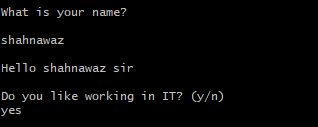 What is your name?
shahnawaz
Hello shahnawaz sir
Do you like working in IT? (y/n)
yes